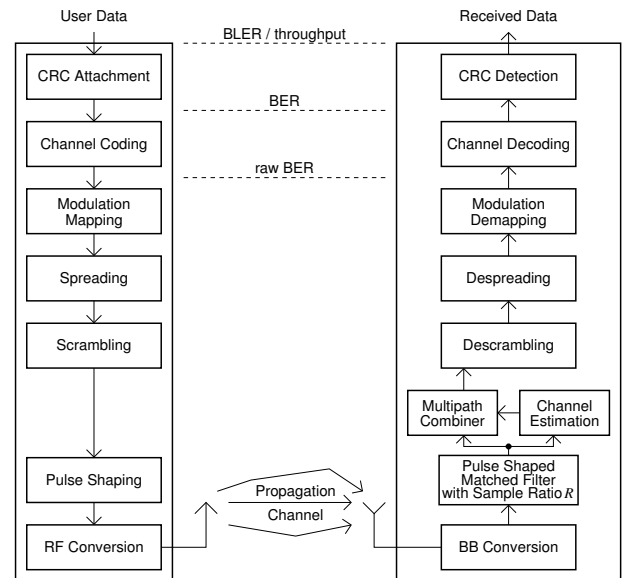 User Data
Received Data
BLER / throughput
CRC Attachment
CRC Detection
BER
Channel Coding
Channel Decoding
raw BER
Modulation
Mapping
Modulation
Demapping
Spreading
Despreading
Scrambling
Descrambling
Multipath
Combiner
Channel
Estimation
Pulse Shaping
Propagation
Channel
Pulse Shaped
Matched Filter
with Sample Ratio R
RF Conversion
BB Conversion